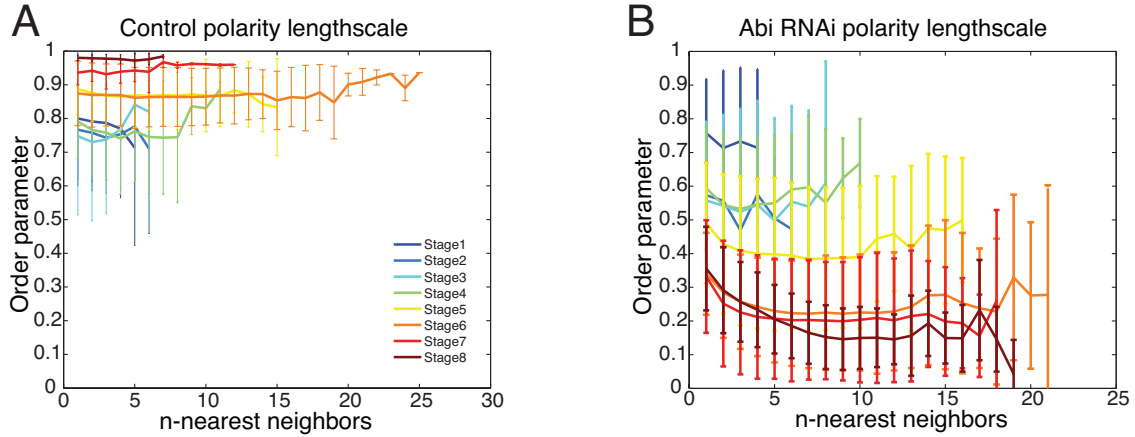 A
Control polarity lengthscale
Order parameter
1
0.9
0.8
0.7
0.6
0.5
0.4
0.3
0.2
0.1
0
0 5 10 15 20 25 30
n-nearest neighbors
Stage1
Stage2
Stage3
Stage4
Stage5
Stage6
Stage7
Stage8
B
Abi RNAi polarity lengthscale
Order parameter
1
0.9
0.8
0.7
0.6
0.5
0.4
0.3
0.2
0.1
0
0 5 10 15 20 25
n-nearest neighbors